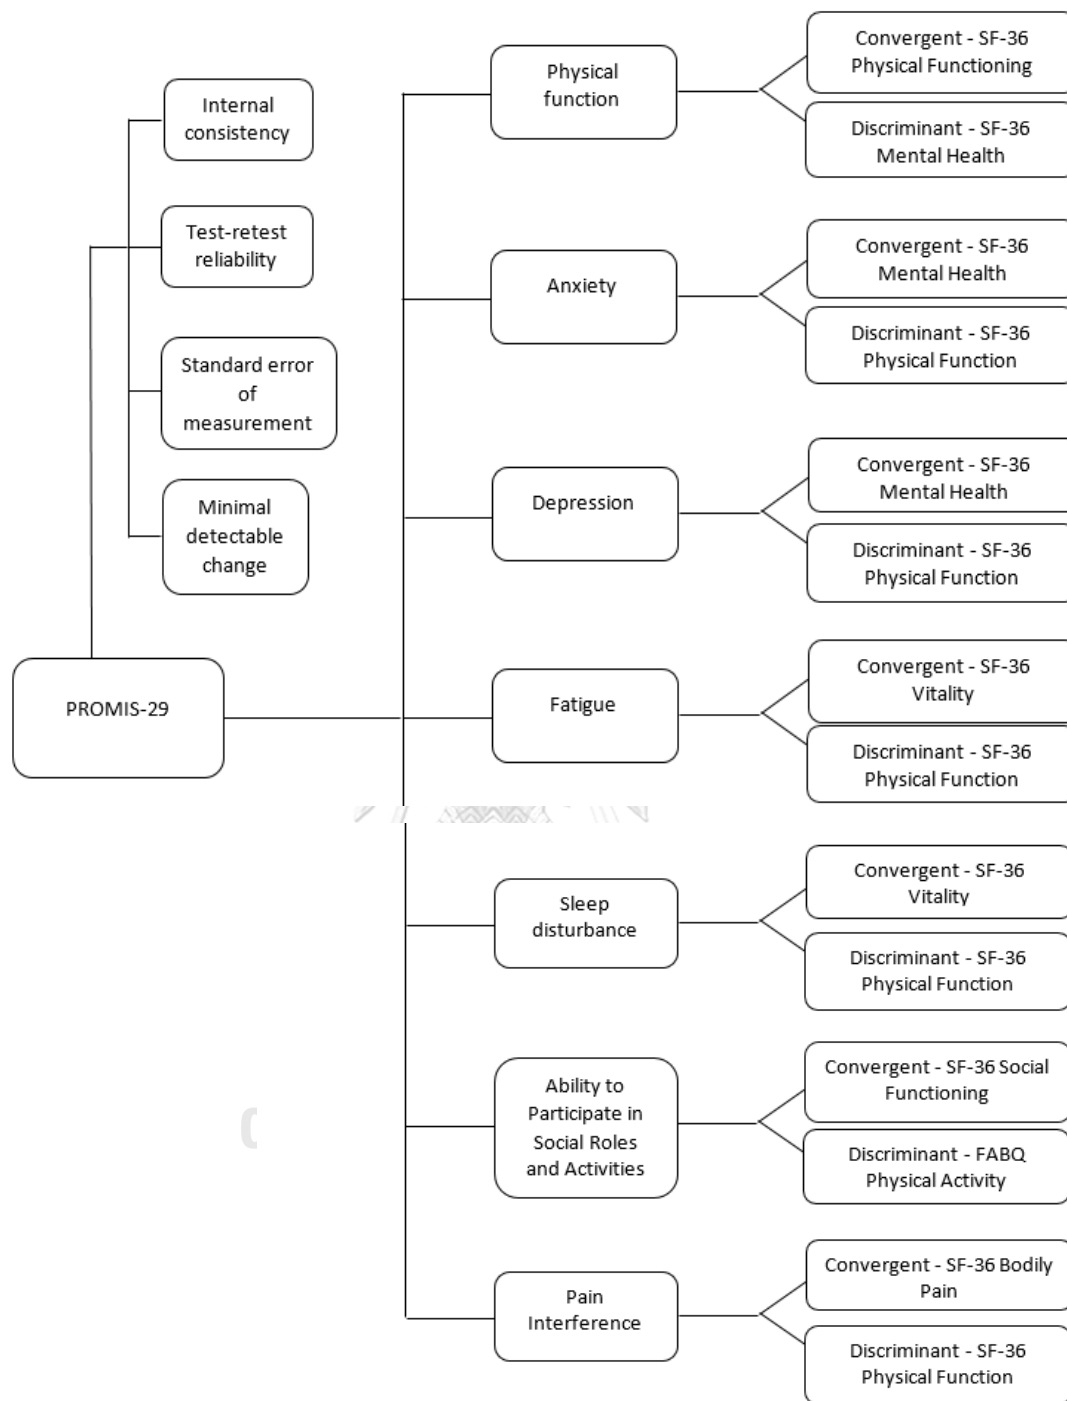 Internal
consistency
Test-retest
reliability
Standard error
of
measurement
Minimal
detectable
change
PROMIS-29
Physical
function
Convergent - SF-36
Physical Functioning
Discriminant - SF-36
Mental Health
Anxiety
Convergent - SF-36
Mental Health
Discriminant - SF-36
Physical Function
Depression
Convergent - SF-36
Mental Health
Discriminant - SF-36
Physical Function
Fatigue
Convergent - SF-36
Vitality
Discriminant - SF-36
Physical Function
Sleep
disturbance
Convergent - SF-36
Vitality
Discriminant - SF-36
Physical Function
Ability to
Participate in
Social Roles
and Activities
Convergent - SF-36 Social
Functioning
Discriminant - FABQ
Physical Activity
Pain
Interference
Convergent - SF-36 Bodily
Pain
Discriminant - SF-36
Physical Function